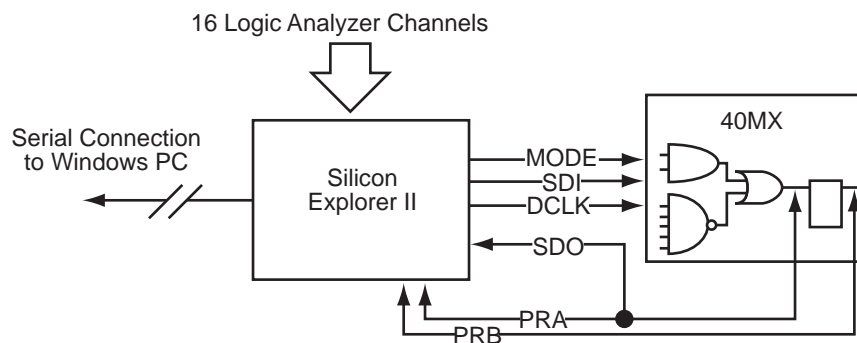 16 Logic Analyzer Channels
Serial Connection
to Windows PC
Silicon
Explorer II
MODE
SDI
DCLK
SDO
PRA
PRB
40MX